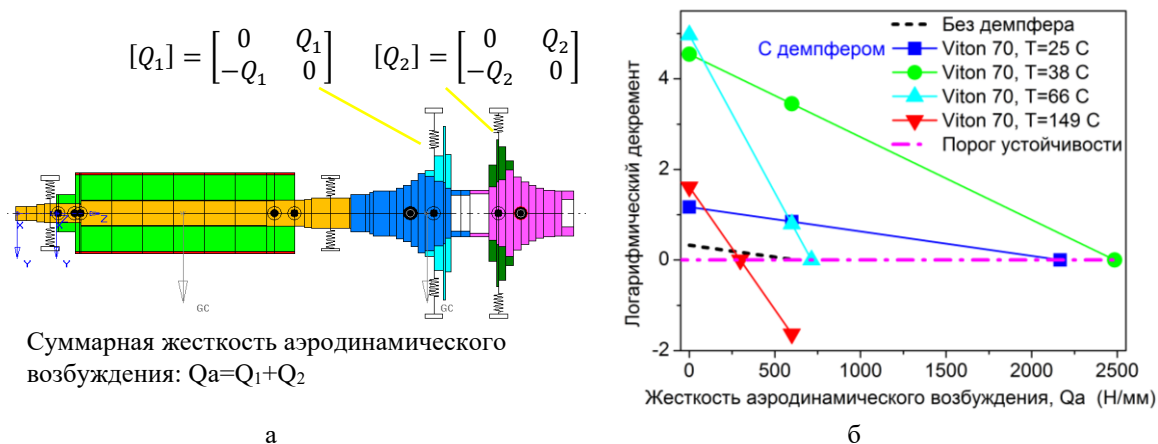 [Q₁] = [0 Q₁
−Q₁ 0]
[Q₂] = [0 Q₂
−Q₂ 0]
X
Y
X
Y
Z
GC
GC
Суммарная жесткость аэродинамического
возбуждения: Qa=Q₁+Q₂
а
Логарифмический декремент
4
2
0
-2
Без демпфера
С демпфером
Viton 70, T=25 C
Viton 70, T=38 C
Viton 70, T=66 C
Viton 70, T=149 C
Порог устойчивости
0 500 1000 1500 2000 2500
Жесткость аэродинамического возбуждения, Qa (Н/мм)
б